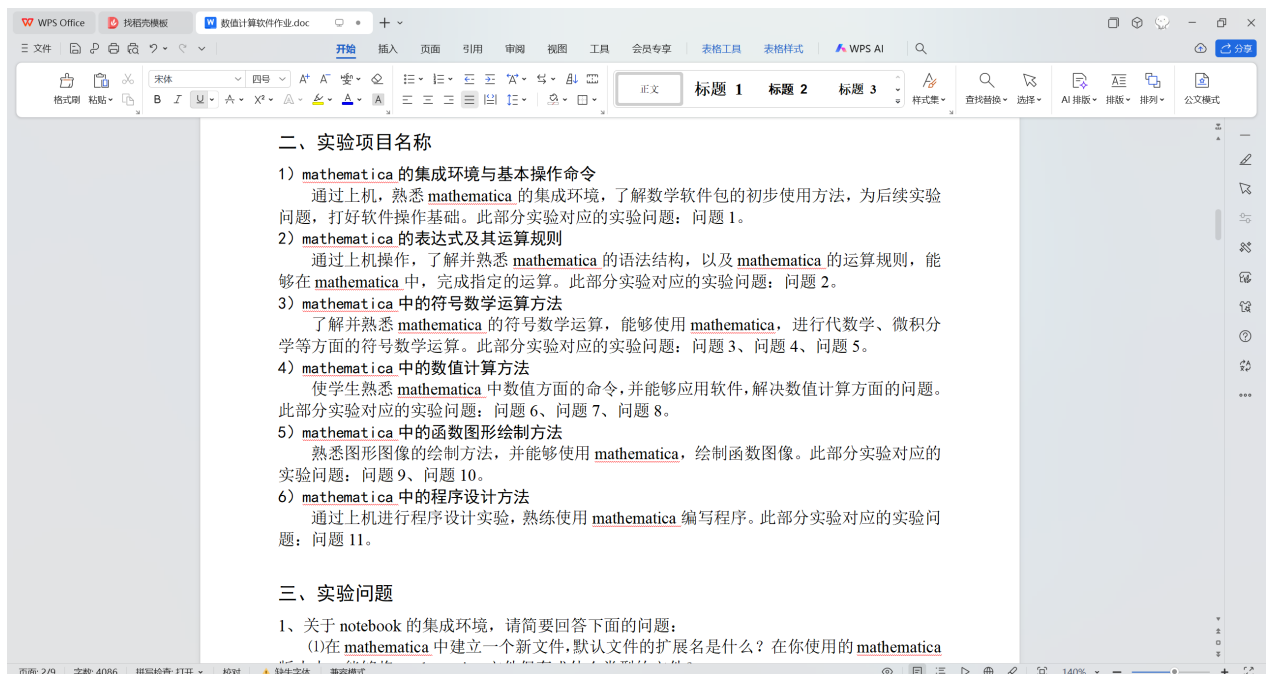 WPS Office 找稻壳模板 数值计算软件作业.doc
文件 开始 插入 页面 引用 审阅 视图 工具 会员专享 表格工具 表格样式 WPS AI 分享
宋体 四号
格式刷 粘贴 正文 标题 1 标题 2 标题 3 样式集 查找替换 选择 AI 排版 排版 排列 公文模式
二、实验项目名称
1）mathematica 的集成环境与基本操作命令
通过上机，熟悉 mathematica 的集成环境，了解数学软件包的初步使用方法，为后续实验
问题，打好软件操作基础。此部分实验对应的实验问题：问题 1。
2）mathematica 的表达式及其运算规则
通过上机操作，了解并熟悉 mathematica 的语法结构，以及 mathematica 的运算规则，能
够在 mathematica 中，完成指定的运算。此部分实验对应的实验问题：问题 2。
3）mathematica 中的符号数学运算方法
了解并熟悉 mathematica 的符号数学运算，能够使用 mathematica，进行代数学、微积分
学等方面的符号数学运算。此部分实验对应的实验问题：问题 3、问题 4、问题 5。
4）mathematica 中的数值计算方法
使学生熟悉 mathematica 中数值方面的命令，并能够应用软件，解决数值计算方面的问题。
此部分实验对应的实验问题：问题 6、问题 7、问题 8。
5）mathematica 中的函数图形绘制方法
熟悉图形图像的绘制方法，并能够使用 mathematica，绘制函数图像。此部分实验对应的
实验问题：问题 9、问题 10。
6）mathematica 中的程序设计方法
通过上机进行程序设计实验，熟练使用 mathematica 编写程序。此部分实验对应的实验问
题：问题 11。
三、实验问题
1、关于 notebook 的集成环境，请简要回答下面的问题：
⑴在 mathematica 中建立一个新文件，默认文件的扩展名是什么？在你使用的 mathematica
页面: 2/9 字数: 4086 拼写检查: 打开 校对 缺失字体 兼容模式 140%